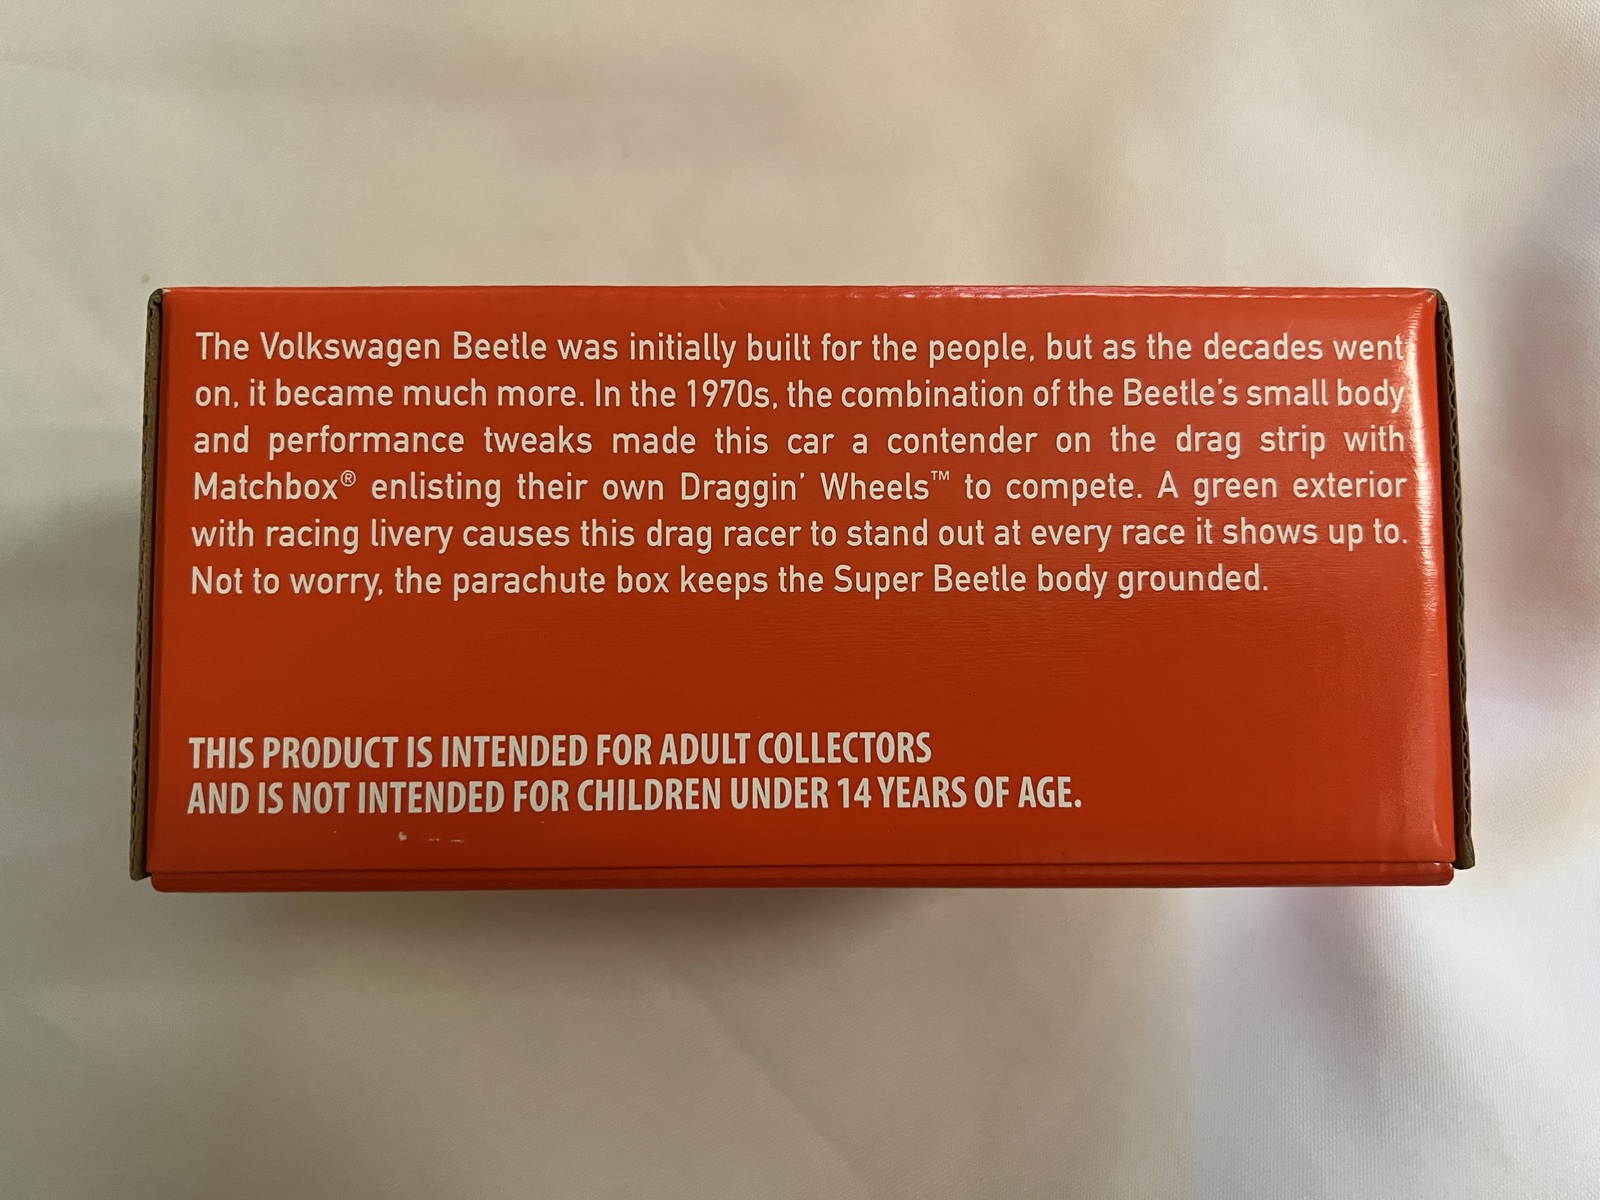 The Volkswagen Beetle was initially built for the people, but as the decades went
on, it became much more. In the 1970s, the combination of the Beetle’s small body
and performance tweaks made this car a contender on the drag strip with
Matchbox® enlisting their own Draggin’ Wheels™ to compete. A green exterior
with racing livery causes this drag racer to stand out at every race it shows up to.
Not to worry, the parachute box keeps the Super Beetle body grounded.
THIS PRODUCT IS INTENDED FOR ADULT COLLECTORS
AND IS NOT INTENDED FOR CHILDREN UNDER 14 YEARS OF AGE.